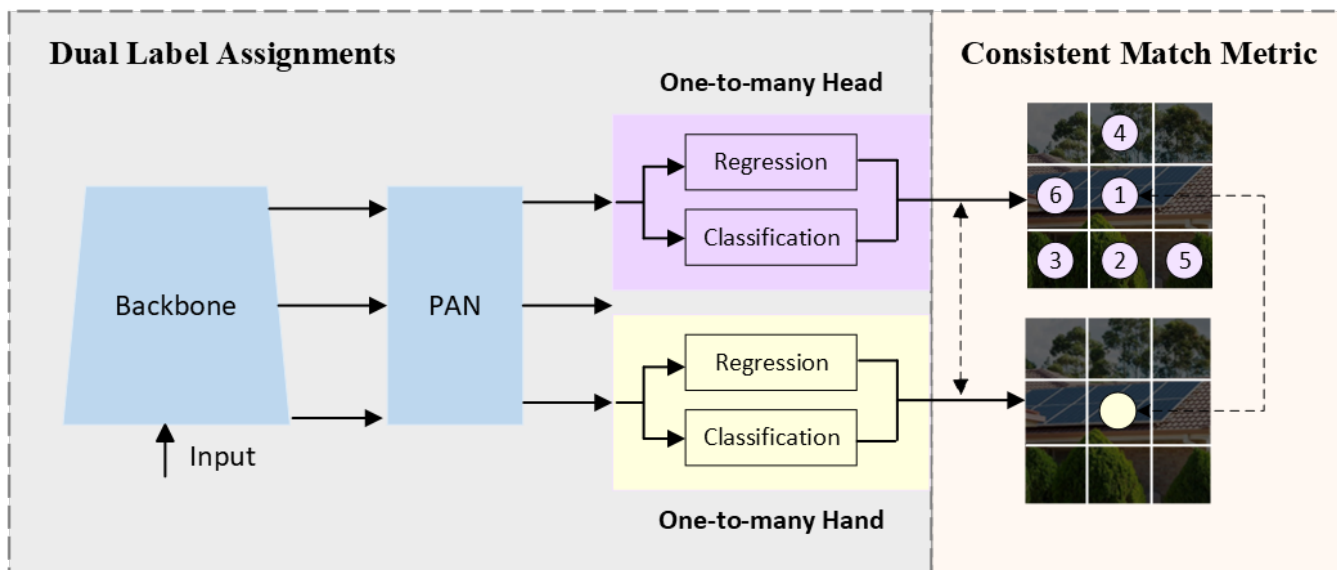 Dual Label Assignments
Consistent Match Metric
One-to-many Head
Regression
Classification
Backbone
PAN
Input
Regression
Classification
One-to-many Hand
4
6
1
3
2
5